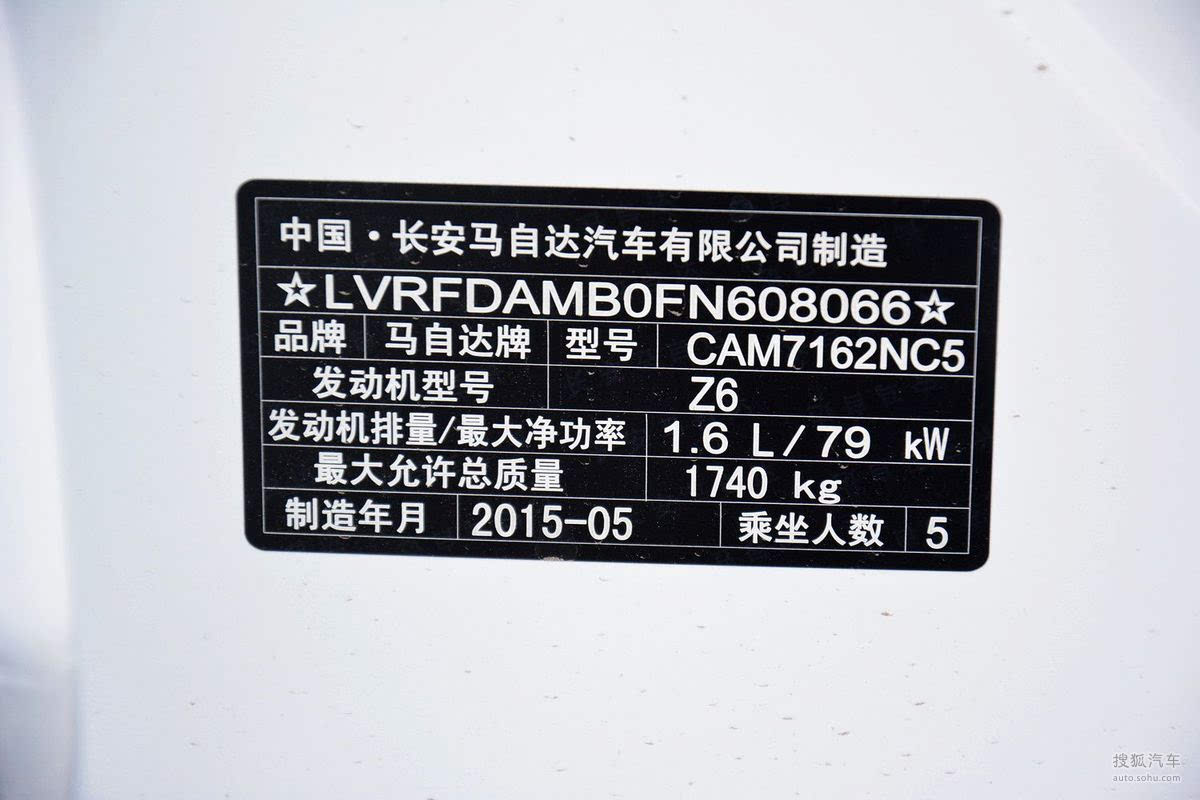 中国·长安马自达汽车有限公司制造
☆LVRFDAMB0FN608066☆
品牌 马自达牌 型号 CAM7162NC5
发动机型号 Z6
发动机排量/最大净功率 1.6 L/79 kW
最大允许总质量 1740 kg
制造年月 2015-05 乘坐人数 5
搜狐汽车
auto.sohu.com